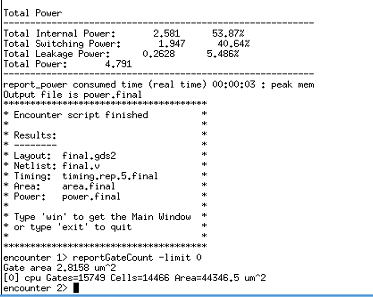 Total Power
-----------------------------------------------------------------
Total Internal Power:        2.581       53.87%
Total Switching Power:       1.947       40.64%
Total Leakage Power:       0.2628       5.486%
Total Power:       4.791
-----------------------------------------------------------------
report_power consumed time (real time) 00:00:03 : peak mem
Output file is power.final
*****************************************
* Encounter script finished           *
*                                     *
* Results:                            *
* --------                            *
* Layout:  final.gds2                 *
* Netlist: final.v                    *
* Timing:  timing.rep.5.final         *
* Area:    area.final                 *
* Power:   power.final                *
*                                     *
* Type 'win' to get the Main Window   *
* or type 'exit' to quit              *
*                                     *
*****************************************
encounter 1> reportGateCount -limit 0
Gate area 2.8158 um^2
[0] cpu Gates=15749 Cells=14466 Area=44346.5 um^2
encounter 2>